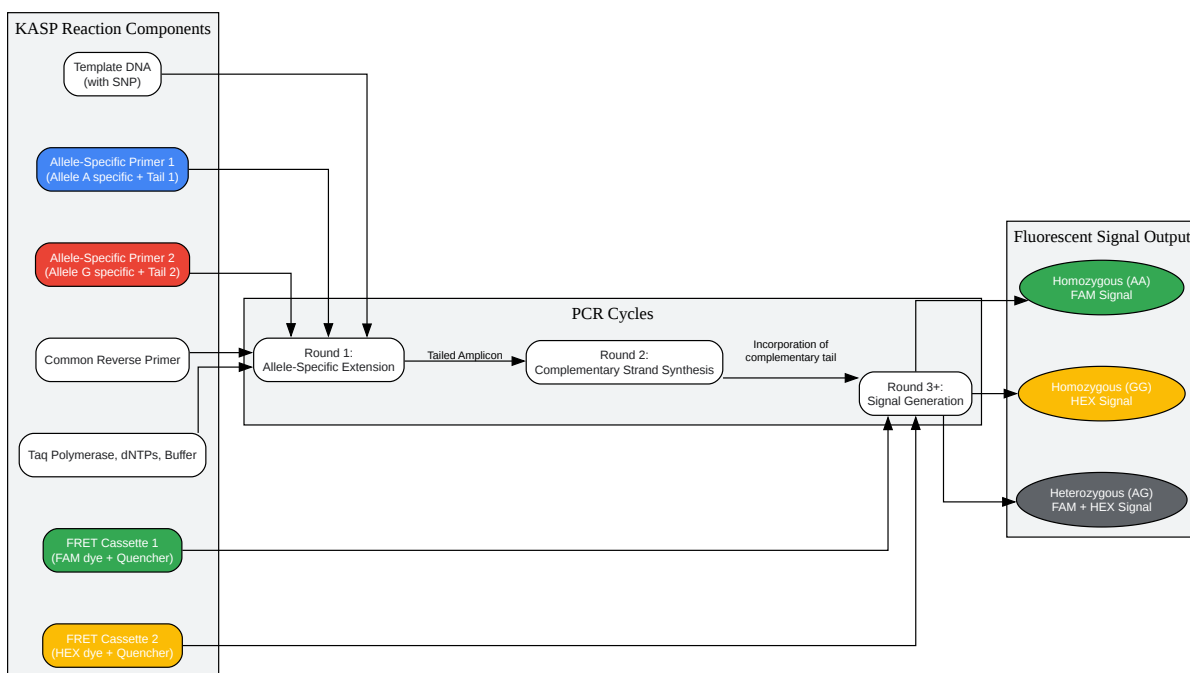 KASP Reaction Components
Template DNA
(with SNP)
Allele-Specific Primer 1
(Allele A specific + Tail 1)
Allele-Specific Primer 2
(Allele G specific + Tail 2)
Common Reverse Primer
Taq Polymerase, dNTPs, Buffer
FRET Cassette 1
(FAM dye + Quencher)
FRET Cassette 2
(HEX dye + Quencher)
PCR Cycles
Round 1:
Allele-Specific Extension
Tailed Amplicon
Round 2:
Complementary Strand Synthesis
Incorporation of
complementary tail
Round 3+:
Signal Generation
Fluorescent Signal Output
Homozygous (AA)
FAM Signal
Homozygous (GG)
HEX Signal
Heterozygous (AG)
FAM + HEX Signal